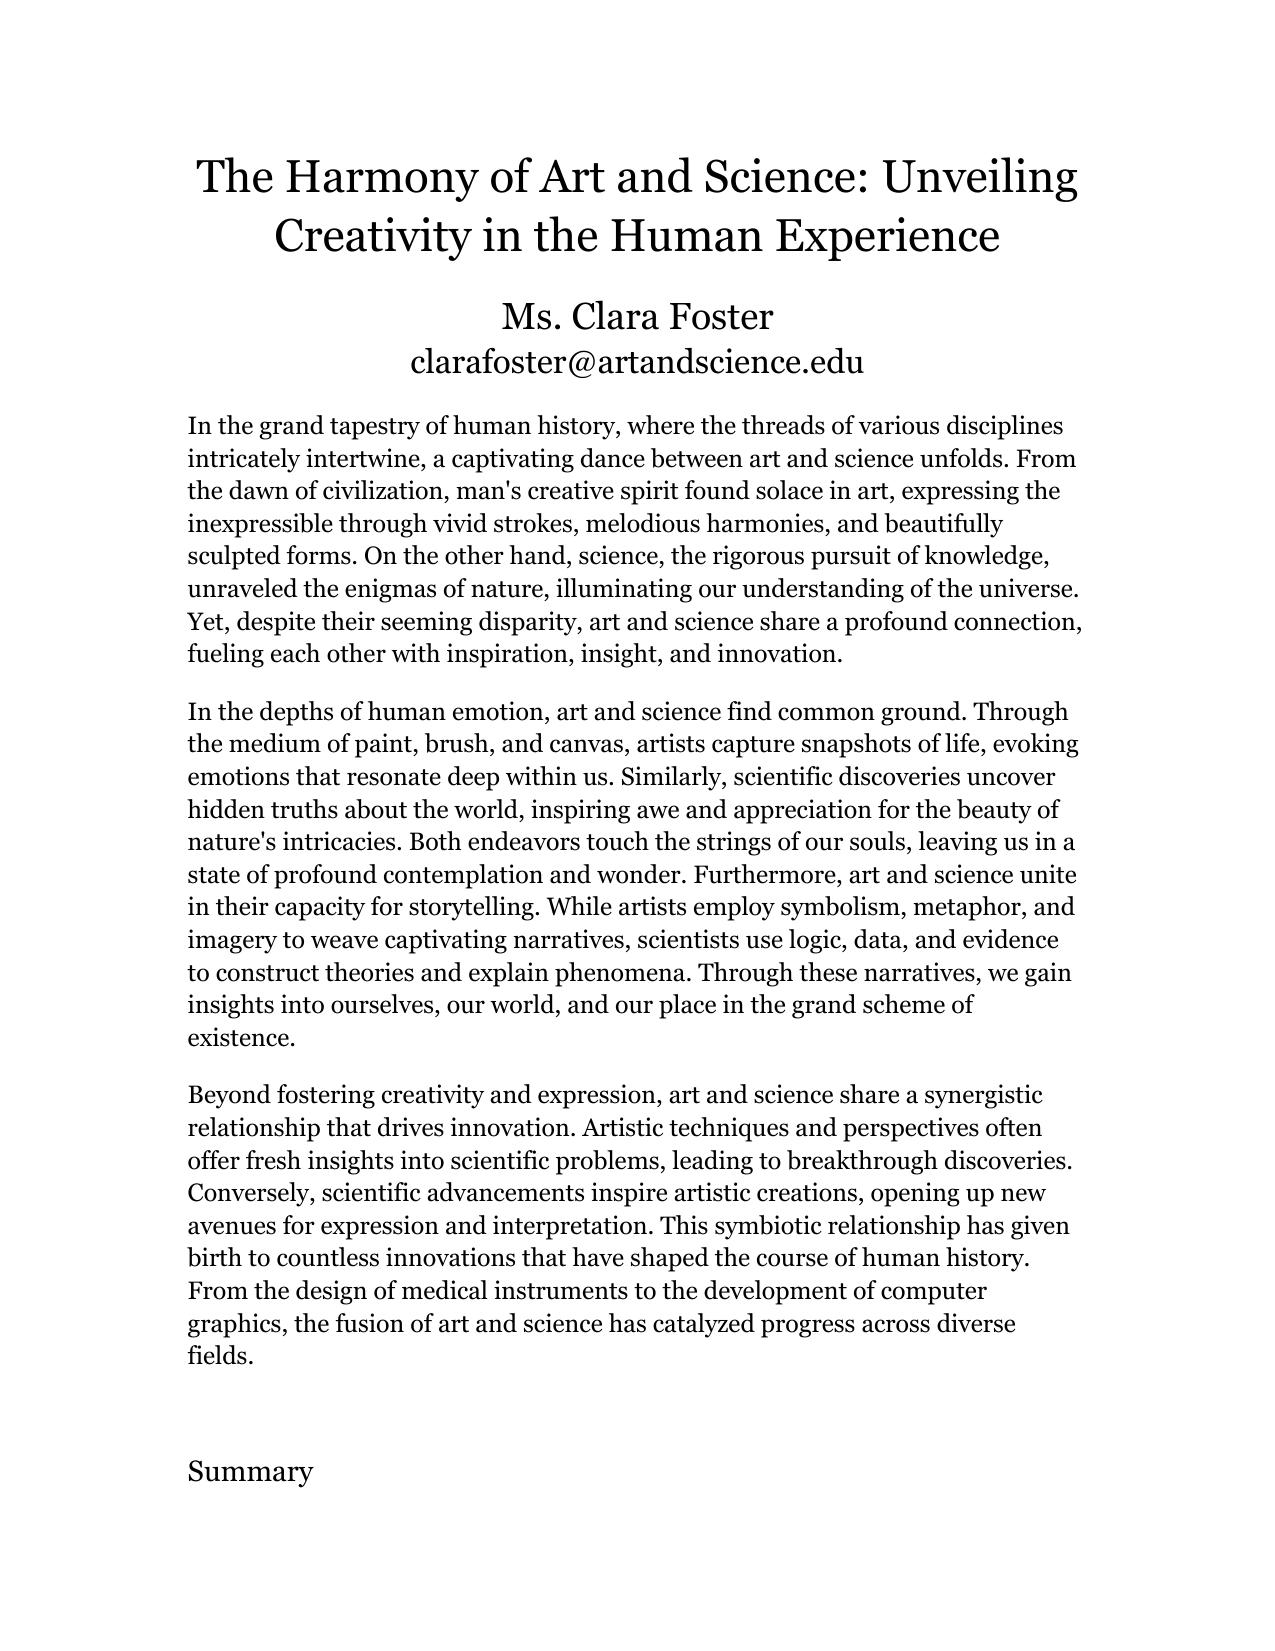 The Harmony of Art and Science: Unveiling
Creativity in the Human Experience
Ms. Clara Foster
clarafoster@artandscience.edu
In the grand tapestry of human history, where the threads of various disciplines
intricately intertwine, a captivating dance between art and science unfolds. From
the dawn of civilization, man's creative spirit found solace in art, expressing the
inexpressible through vivid strokes, melodious harmonies, and beautifully
sculpted forms. On the other hand, science, the rigorous pursuit of knowledge,
unraveled the enigmas of nature, illuminating our understanding of the universe.
Yet, despite their seeming disparity, art and science share a profound connection,
fueling each other with inspiration, insight, and innovation.
In the depths of human emotion, art and science find common ground. Through
the medium of paint, brush, and canvas, artists capture snapshots of life, evoking
emotions that resonate deep within us. Similarly, scientific discoveries uncover
hidden truths about the world, inspiring awe and appreciation for the beauty of
nature's intricacies. Both endeavors touch the strings of our souls, leaving us in a
state of profound contemplation and wonder. Furthermore, art and science unite
in their capacity for storytelling. While artists employ symbolism, metaphor, and
imagery to weave captivating narratives, scientists use logic, data, and evidence
to construct theories and explain phenomena. Through these narratives, we gain
insights into ourselves, our world, and our place in the grand scheme of
existence.
Beyond fostering creativity and expression, art and science share a synergistic
relationship that drives innovation. Artistic techniques and perspectives often
offer fresh insights into scientific problems, leading to breakthrough discoveries.
Conversely, scientific advancements inspire artistic creations, opening up new
avenues for expression and interpretation. This symbiotic relationship has given
birth to countless innovations that have shaped the course of human history.
From the design of medical instruments to the development of computer
graphics, the fusion of art and science has catalyzed progress across diverse
fields.
Summary